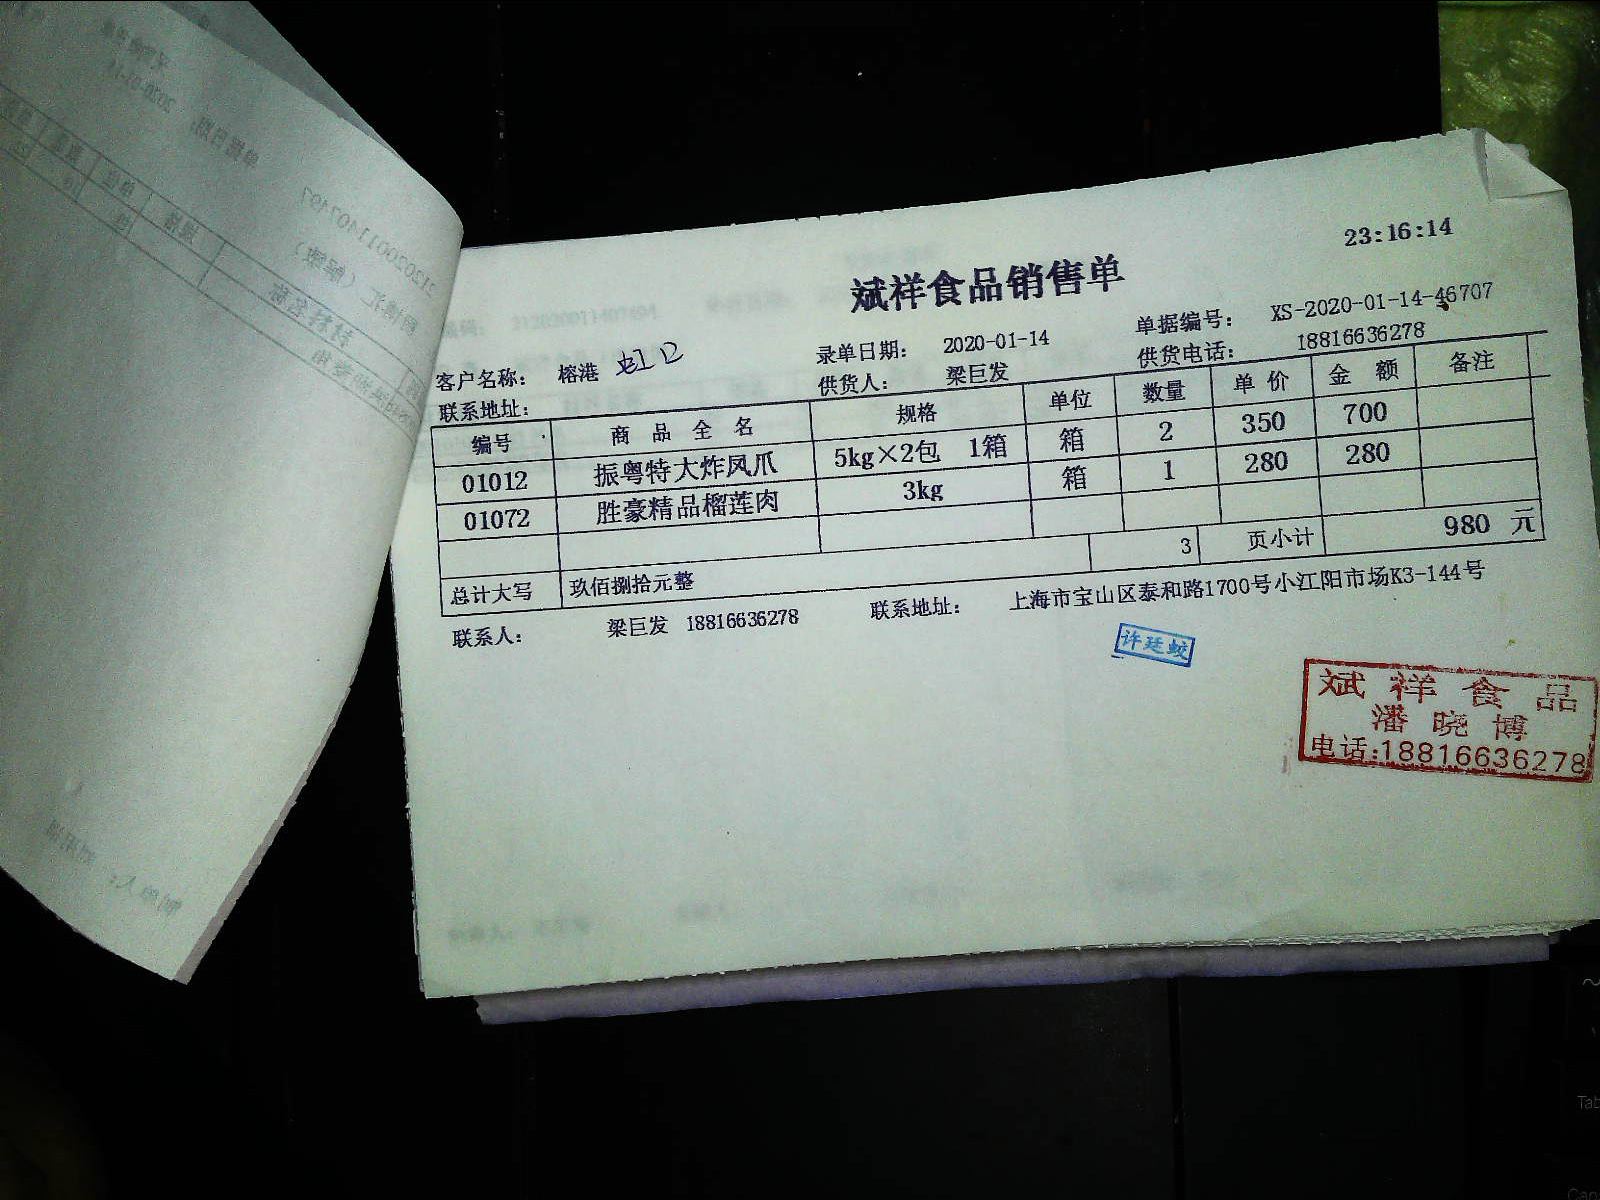 23:16:14
斌祥食品销售单
客户名称： 榕港 虹口 录单日期： 2020-01-14 单据编号： XS-2020-01-14-46707
联系地址： 供货人： 梁巨发 供货电话： 18816636278
编号 商品全名 规格 单位 数量 单价 金额 备注
01012 振粤特大炸凤爪 5kg×2包 1箱 箱 2 350 700
01072 胜豪精品榴莲肉 3kg 箱 1 280 280
总计大写 玖佰捌拾元整 3 页小计 980 元
联系人： 梁巨发 18816636278 联系地址： 上海市宝山区泰和路1700号小江阳市场K3-144号
许廷蛟
斌祥食品
潘晓博
电话:18816636278